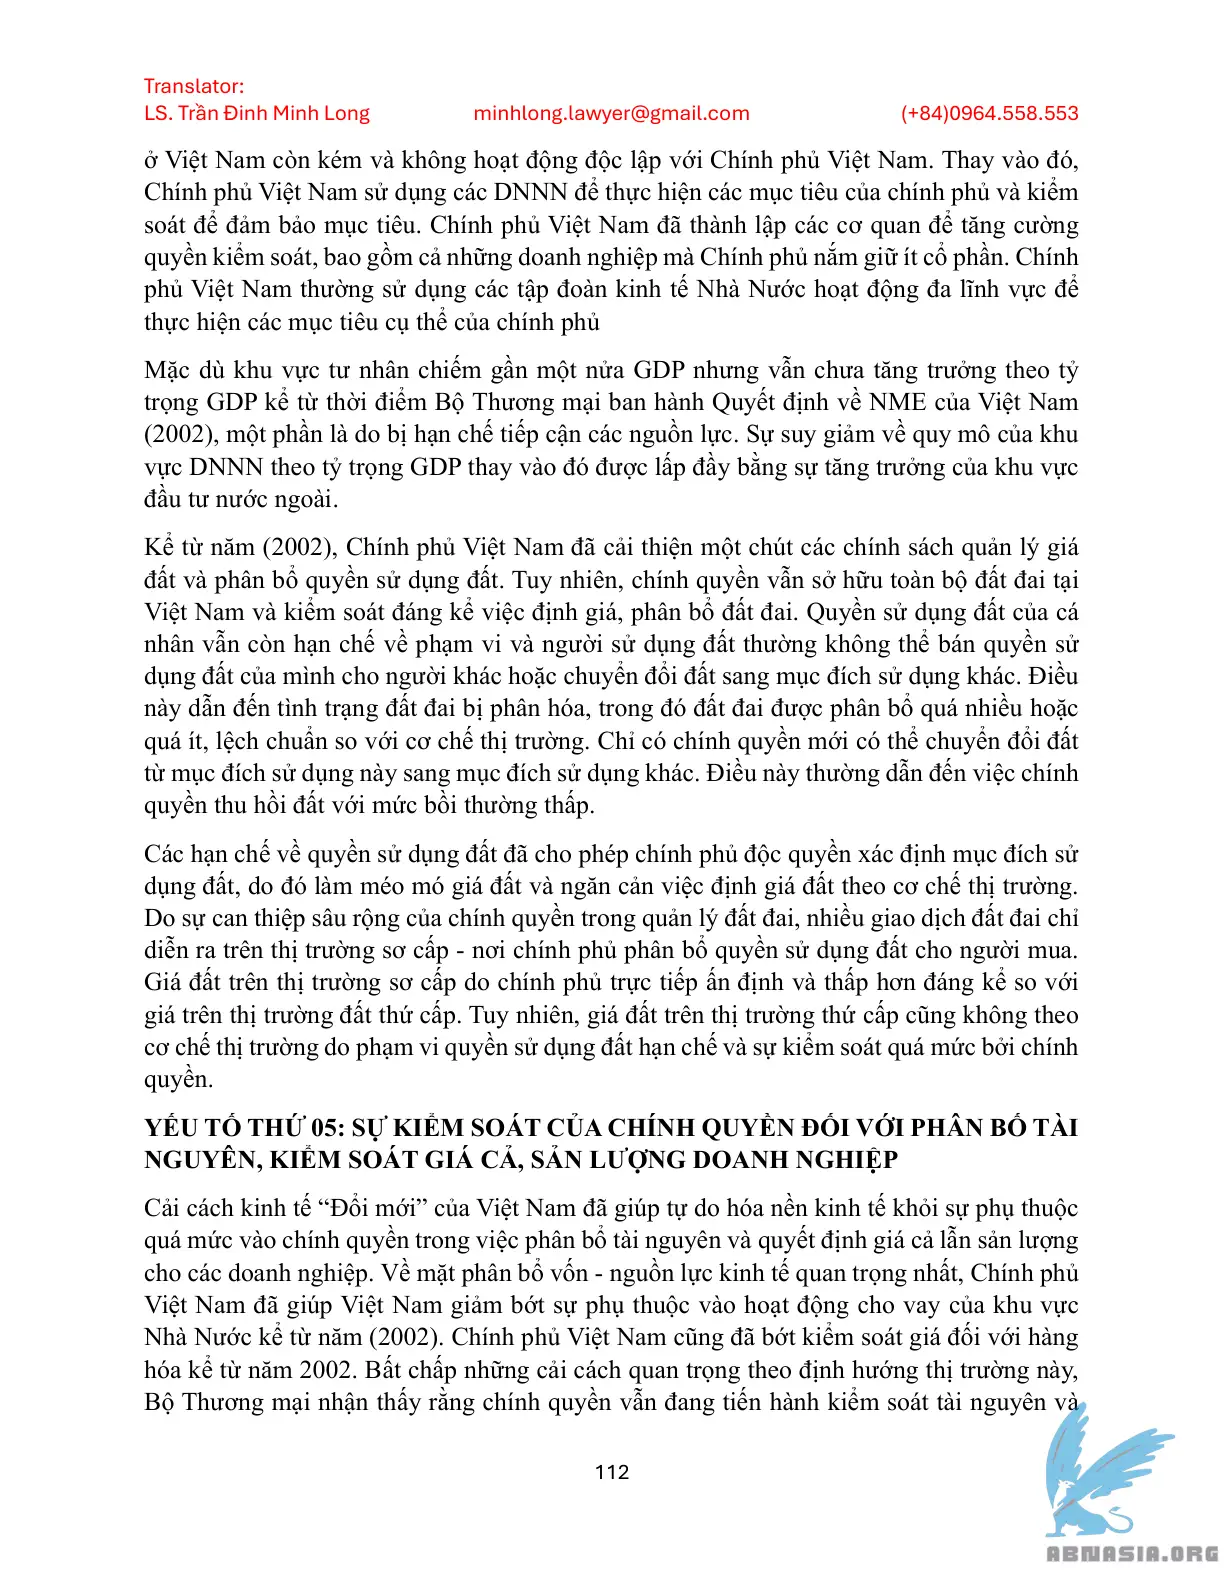 Translator:
LS. Trần Đinh Minh Long minhlong.lawyer@gmail.com (+84)0964.558.553
ở Việt Nam còn kém và không hoạt động độc lập với Chính phủ Việt Nam. Thay vào đó,
Chính phủ Việt Nam sử dụng các DNNN để thực hiện các mục tiêu của chính phủ và kiểm
soát để đảm bảo mục tiêu. Chính phủ Việt Nam đã thành lập các cơ quan để tăng cường
quyền kiểm soát, bao gồm cả những doanh nghiệp mà Chính phủ nắm giữ ít cổ phần. Chính
phủ Việt Nam thường sử dụng các tập đoàn kinh tế Nhà Nước hoạt động đa lĩnh vực để
thực hiện các mục tiêu cụ thể của chính phủ
Mặc dù khu vực tư nhân chiếm gần một nửa GDP nhưng vẫn chưa tăng trưởng theo tỷ
trọng GDP kể từ thời điểm Bộ Thương mại ban hành Quyết định về NME của Việt Nam
(2002), một phần là do bị hạn chế tiếp cận các nguồn lực. Sự suy giảm về quy mô của khu
vực DNNN theo tỷ trọng GDP thay vào đó được lấp đầy bằng sự tăng trưởng của khu vực
đầu tư nước ngoài.
Kể từ năm (2002), Chính phủ Việt Nam đã cải thiện một chút các chính sách quản lý giá
đất và phân bổ quyền sử dụng đất. Tuy nhiên, chính quyền vẫn sở hữu toàn bộ đất đai tại
Việt Nam và kiểm soát đáng kể việc định giá, phân bổ đất đai. Quyền sử dụng đất của cá
nhân vẫn còn hạn chế về phạm vi và người sử dụng đất thường không thể bán quyền sử
dụng đất của mình cho người khác hoặc chuyển đổi đất sang mục đích sử dụng khác. Điều
này dẫn đến tình trạng đất đai bị phân hóa, trong đó đất đai được phân bổ quá nhiều hoặc
quá ít, lệch chuẩn so với cơ chế thị trường. Chỉ có chính quyền mới có thể chuyển đổi đất
từ mục đích sử dụng này sang mục đích sử dụng khác. Điều này thường dẫn đến việc chính
quyền thu hồi đất với mức bồi thường thấp.
Các hạn chế về quyền sử dụng đất đã cho phép chính phủ độc quyền xác định mục đích sử
dụng đất, do đó làm méo mó giá đất và ngăn cản việc định giá đất theo cơ chế thị trường.
Do sự can thiệp sâu rộng của chính quyền trong quản lý đất đai, nhiều giao dịch đất đai chỉ
diễn ra trên thị trường sơ cấp - nơi chính phủ phân bổ quyền sử dụng đất cho người mua.
Giá đất trên thị trường sơ cấp do chính phủ trực tiếp ấn định và thấp hơn đáng kể so với
giá trên thị trường đất thứ cấp. Tuy nhiên, giá đất trên thị trường thứ cấp cũng không theo
cơ chế thị trường do phạm vi quyền sử dụng đất hạn chế và sự kiểm soát quá mức bởi chính
quyền.
YẾU TỐ THỨ 05: SỰ KIỂM SOÁT CỦA CHÍNH QUYỀN ĐỐI VỚI PHÂN BỔ TÀI
NGUYÊN, KIỂM SOÁT GIÁ CẢ, SẢN LƯỢNG DOANH NGHIỆP
Cải cách kinh tế “Đổi mới” của Việt Nam đã giúp tự do hóa nền kinh tế khỏi sự phụ thuộc
quá mức vào chính quyền trong việc phân bổ tài nguyên và quyết định giá cả lẫn sản lượng
cho các doanh nghiệp. Về mặt phân bổ vốn - nguồn lực kinh tế quan trọng nhất, Chính phủ
Việt Nam đã giúp Việt Nam giảm bớt sự phụ thuộc vào hoạt động cho vay của khu vực
Nhà Nước kể từ năm (2002). Chính phủ Việt Nam cũng đã bớt kiểm soát giá đối với hàng
hóa kể từ năm 2002. Bất chấp những cải cách quan trọng theo định hướng thị trường này,
Bộ Thương mại nhận thấy rằng chính quyền vẫn đang tiến hành kiểm soát tài nguyên và
112
ABNASIA.ORG